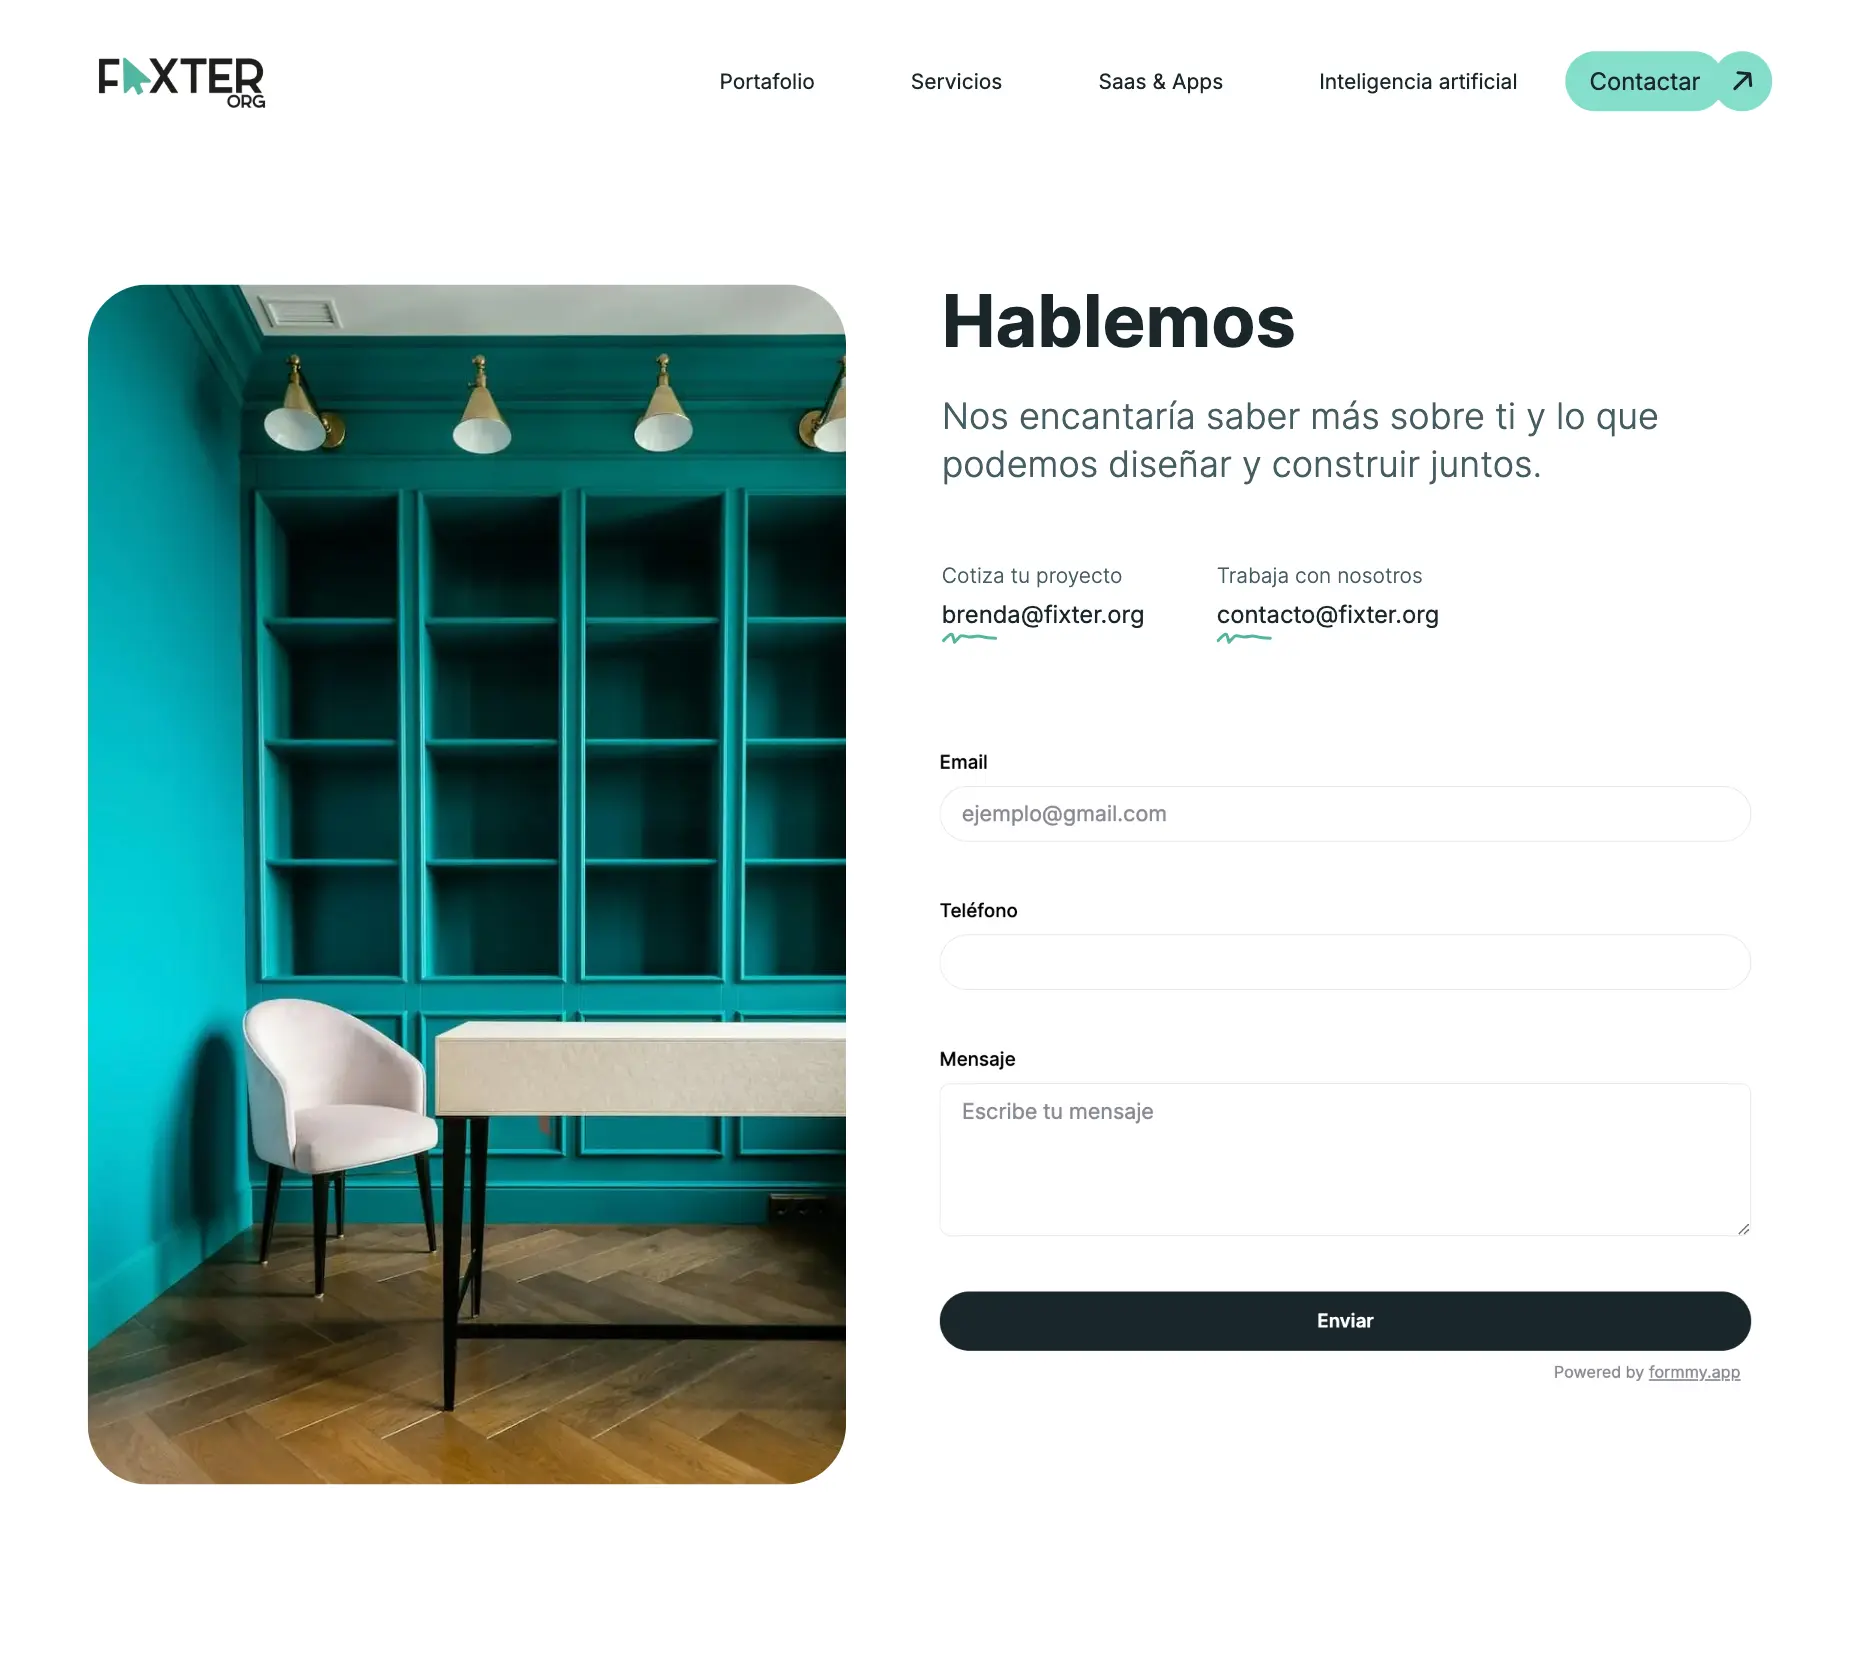 FIXTER
ORG
Portafolio
Servicios
Saas & Apps
Inteligencia artificial
Contactar
Hablemos
Nos encantaría saber más sobre ti y lo que
podemos diseñar y construir juntos.
Cotiza tu proyecto
brenda@fixter.org
Trabaja con nosotros
contacto@fixter.org
Email
ejemplo@gmail.com
Teléfono
Mensaje
Escribe tu mensaje
Enviar
Powered by formmy.app